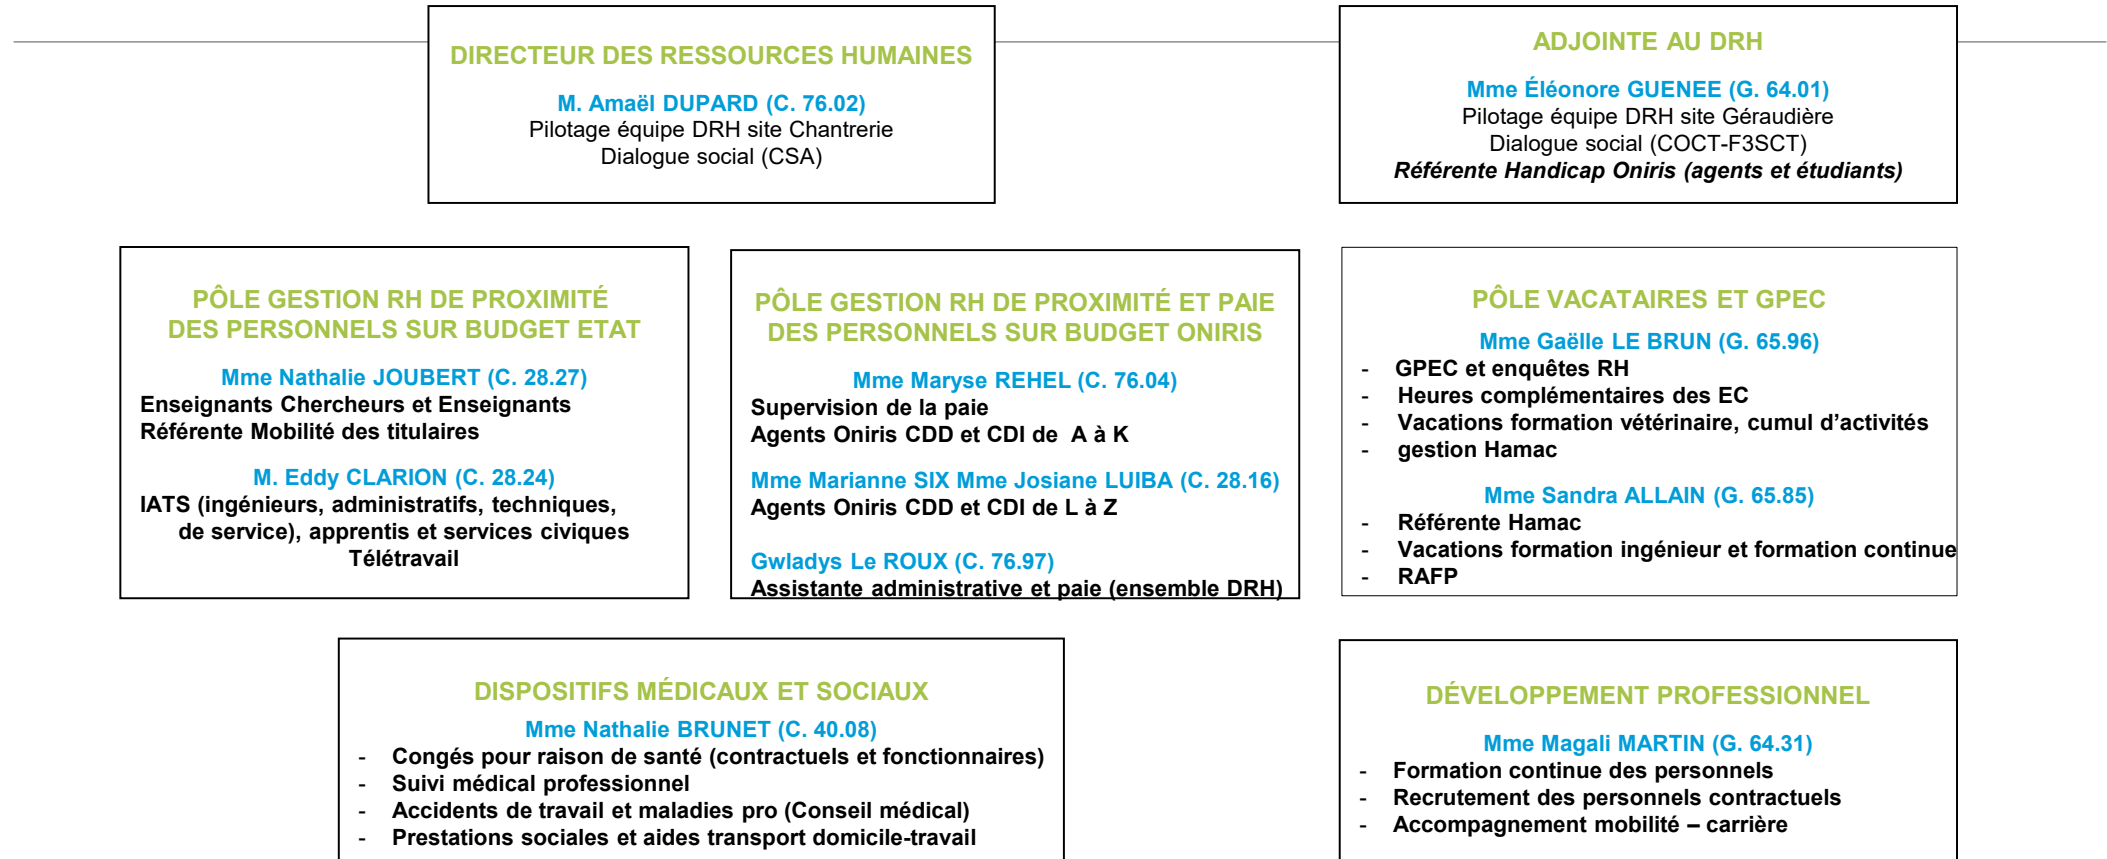 DIRECTEUR DES RESSOURCES HUMAINES
M. Amaël DUPARD (C. 76.02)
Pilotage équipe DRH site Chantrerie
Dialogue social (CSA)
ADJOINTE AU DRH
Mme Éléonore GUENEE (G. 64.01)
Pilotage équipe DRH site Géraudière
Dialogue social (COCT-F3SCT)
Référente Handicap Oniris (agents et étudiants)
PÔLE GESTION RH DE PROXIMITÉ
DES PERSONNELS SUR BUDGET ETAT
Mme Nathalie JOUBERT (C. 28.27)
Enseignants Chercheurs et Enseignants
Référente Mobilité des titulaires
M. Eddy CLARION (C. 28.24)
IATS (ingénieurs, administratifs, techniques,
de service), apprentis et services civiques
Télétravail
PÔLE GESTION RH DE PROXIMITÉ ET PAIE
DES PERSONNELS SUR BUDGET ONIRIS
Mme Maryse REHEL (C. 76.04)
Supervision de la paie
Agents Oniris CDD et CDI de A à K
Mme Marianne SIX Mme Josiane LUIBA (C. 28.16)
Agents Oniris CDD et CDI de L à Z
Gwladys Le ROUX (C. 76.97)
Assistante administrative et paie (ensemble DRH)
PÔLE VACATAIRES ET GPEC
Mme Gaëlle LE BRUN (G. 65.96)
- GPEC et enquêtes RH
- Heures complémentaires des EC
- Vacations formation vétérinaire, cumul d’activités
- gestion Hamac
Mme Sandra ALLAIN (G. 65.85)
- Référente Hamac
- Vacations formation ingénieur et formation continue
- RAFP
DISPOSITIFS MÉDICAUX ET SOCIAUX
Mme Nathalie BRUNET (C. 40.08)
- Congés pour raison de santé (contractuels et fonctionnaires)
- Suivi médical professionnel
- Accidents de travail et maladies pro (Conseil médical)
- Prestations sociales et aides transport domicile-travail
DÉVELOPPEMENT PROFESSIONNEL
Mme Magali MARTIN (G. 64.31)
- Formation continue des personnels
- Recrutement des personnels contractuels
- Accompagnement mobilité – carrière